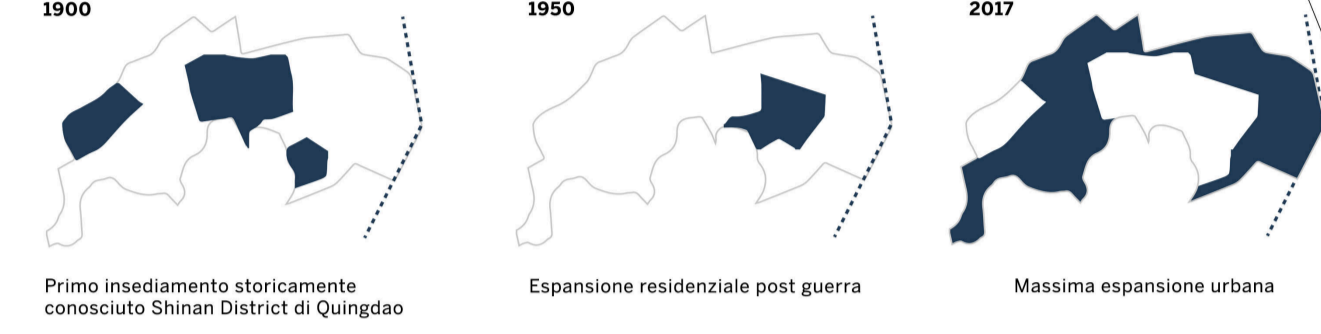 1900
1950
2017
Primo insediamento storicamente
conosciuto Shinan District di Quingdao
Espansione residenziale post guerra
Massima espansione urbana